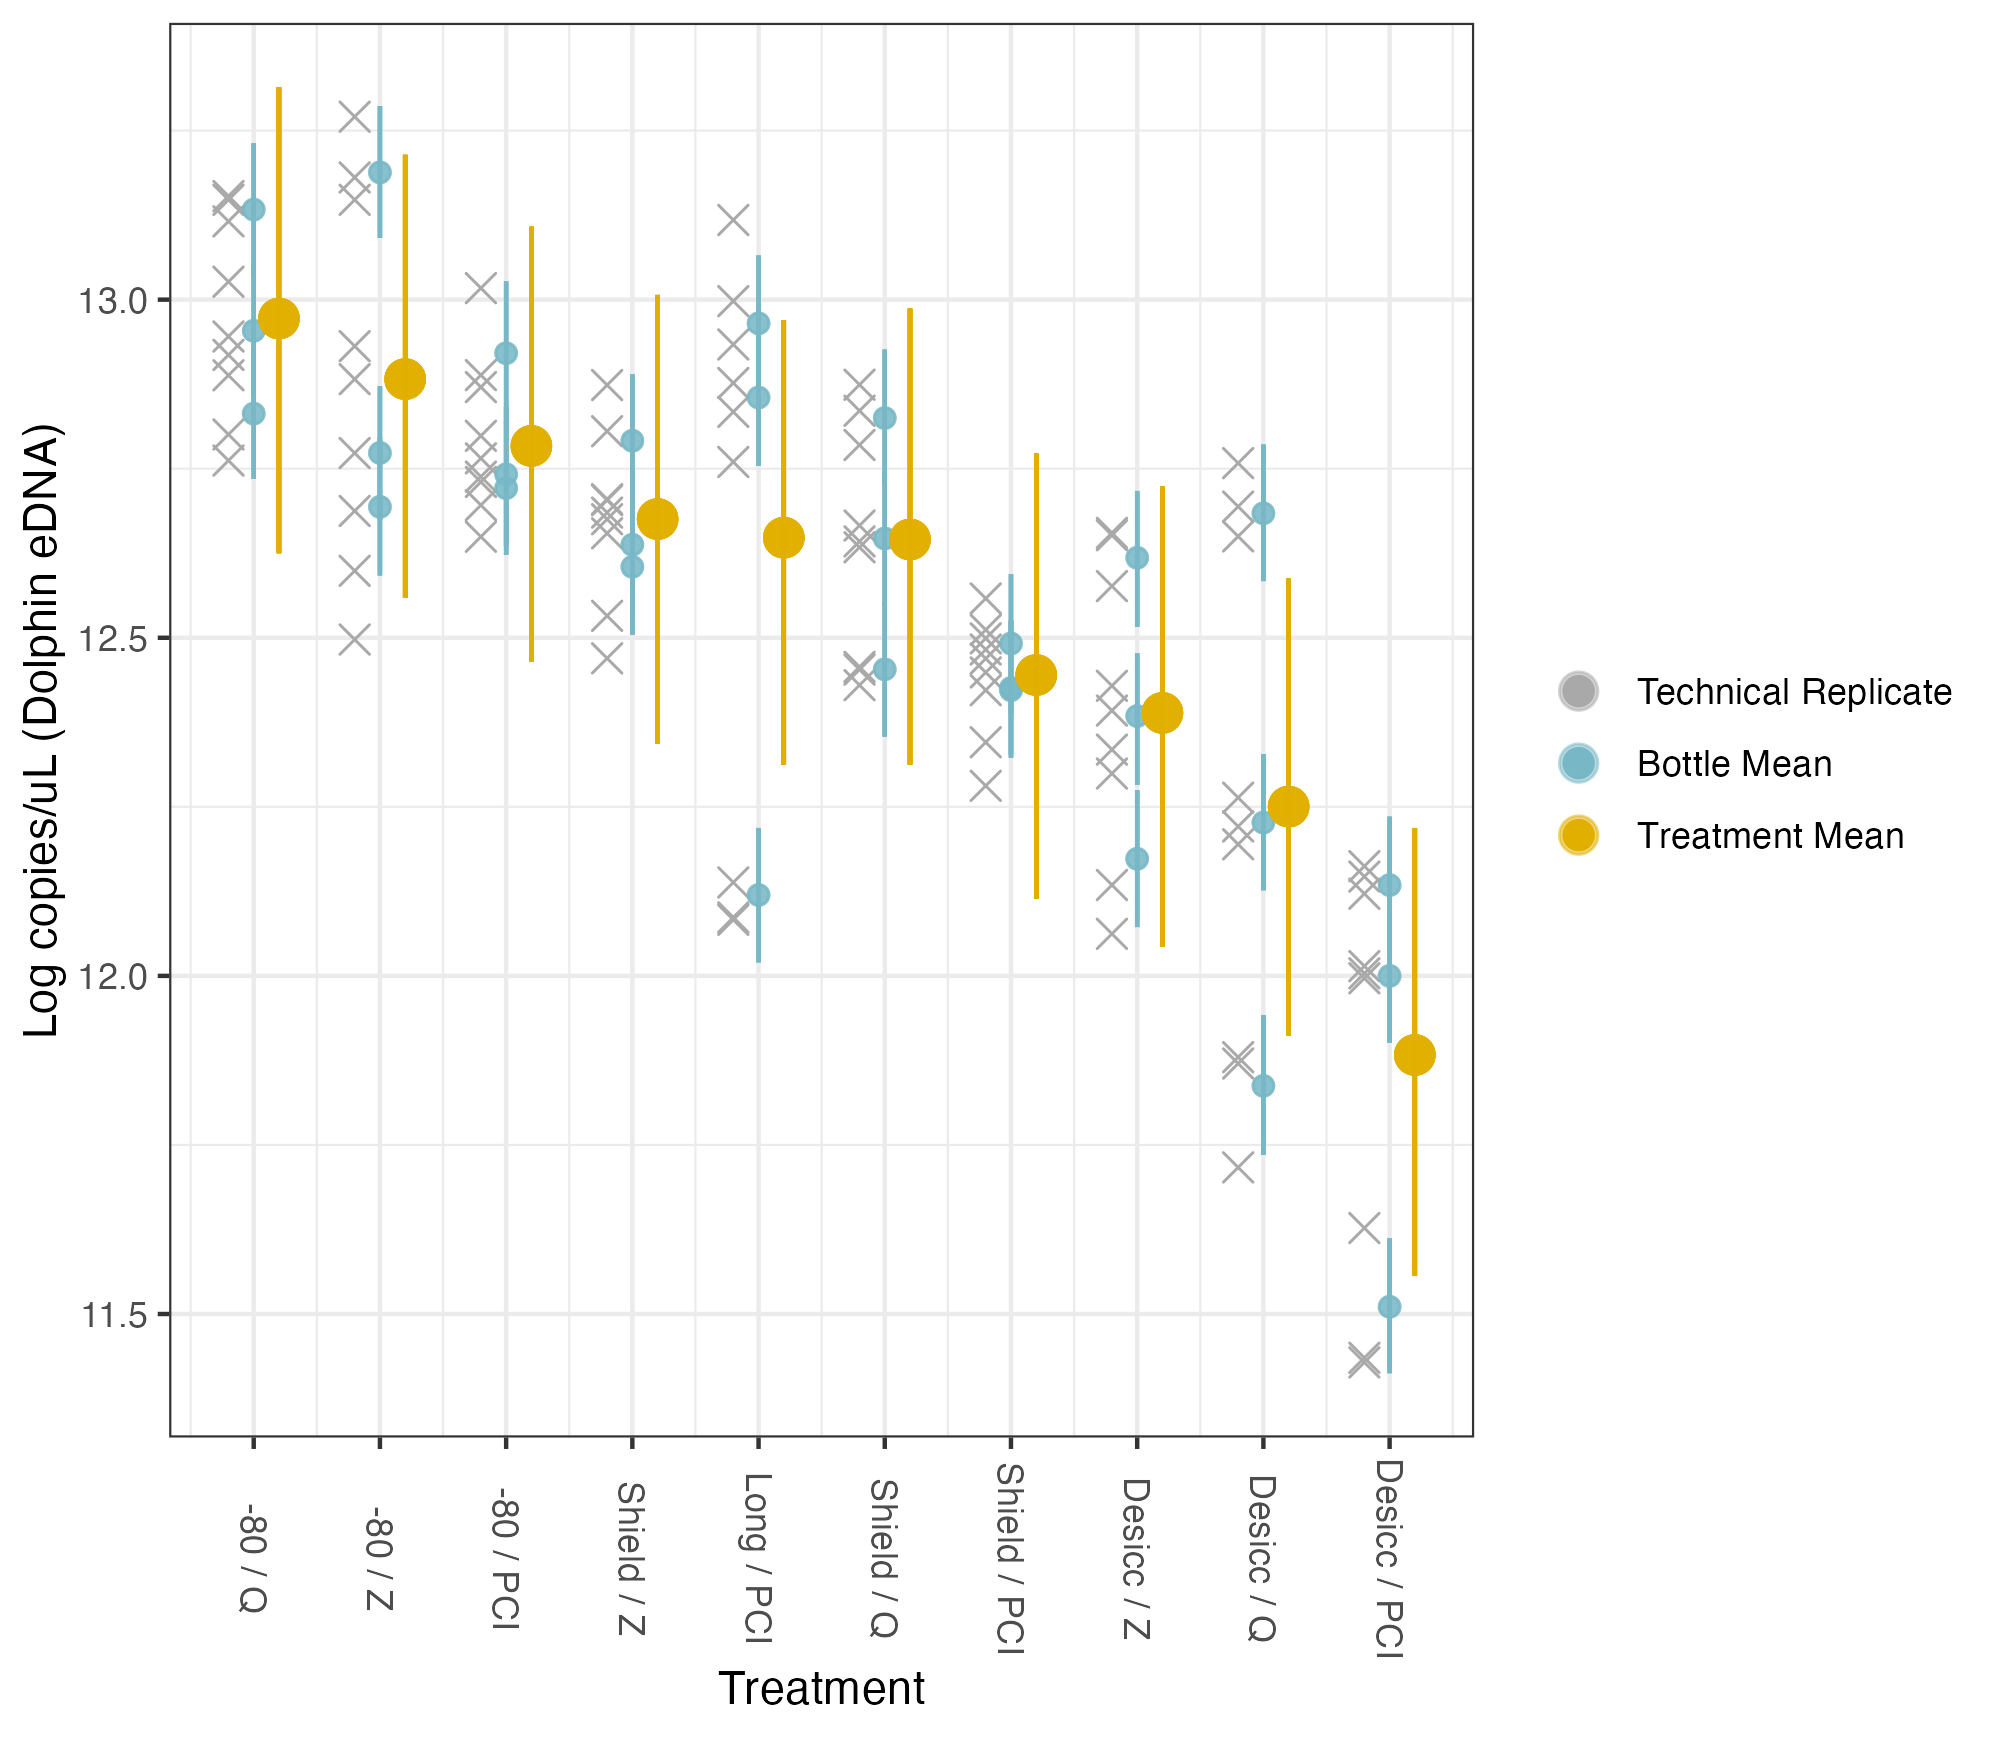 Log copies/uL (Dolphin eDNA)
13.0
12.5
12.0
11.5
-80 / Q
-80 / Z
-80 / PCI
Shield / Z
Long / PCI
Shield / Q
Shield / PCI
Desicc / Z
Desicc / Q
Desicc / PCI
Treatment
Technical Replicate
Bottle Mean
Treatment Mean